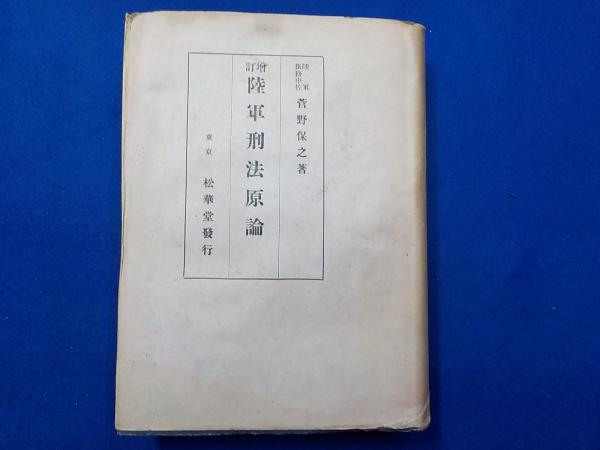 陸軍法務中佐 菅野保之著
増訂 陸軍刑法原論
東京 松華堂發行